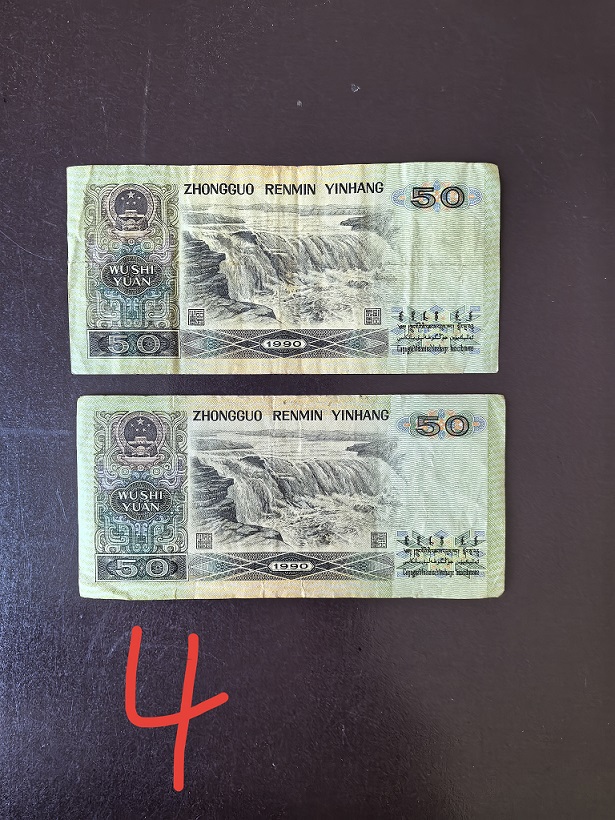 ZHONGGUO RENMIN YINHANG
50
WU SHI
YUAN
50
1990
ZHONGGUO RENMIN YINHANG
50
WU SHI
YUAN
50
1990
4